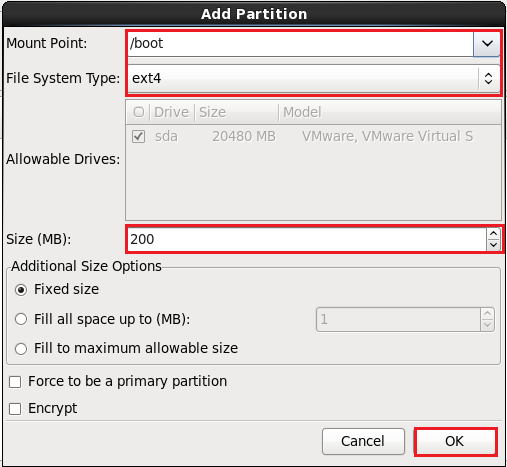 Add Partition
Mount Point: /boot
File System Type: ext4
Drive Size Model
sda 20480 MB VMware, VMware Virtual S
Allowable Drives:
Size (MB): 200
Additional Size Options
Fixed size
Fill all space up to (MB): 1
Fill to maximum allowable size
Force to be a primary partition
Encrypt
Cancel OK